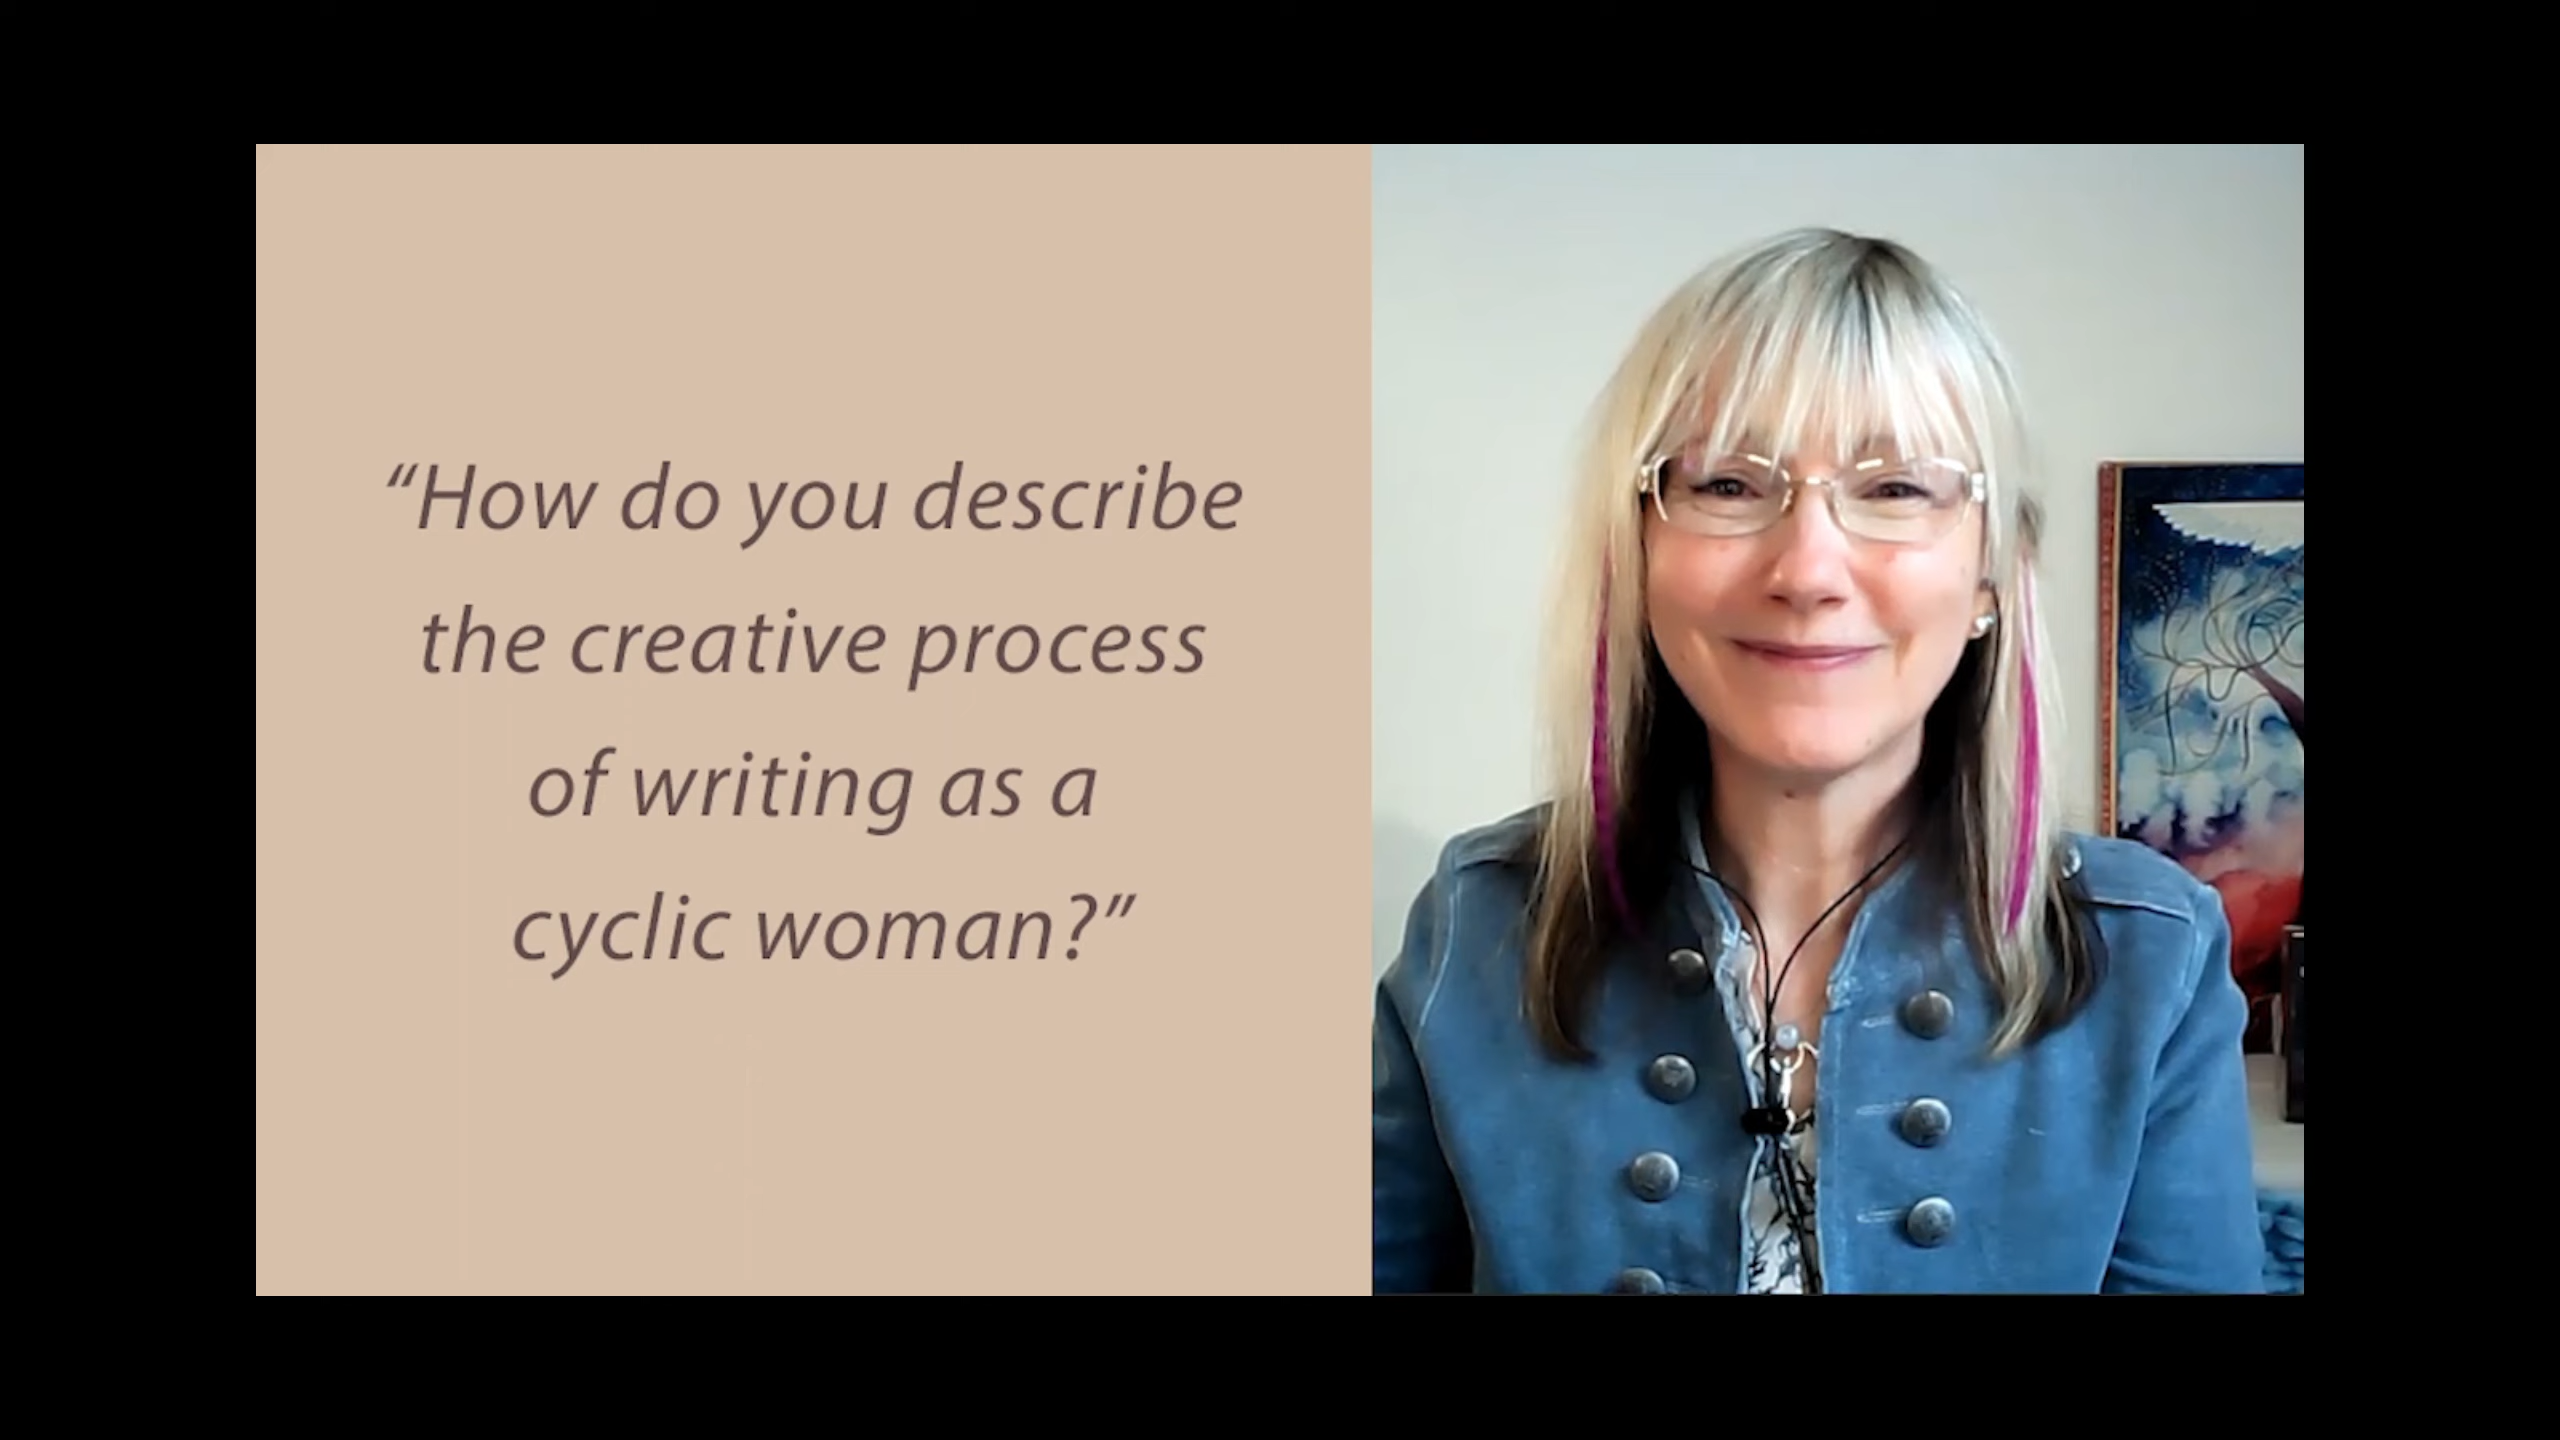 “How do you describe
the creative process
of writing as a
cyclic woman?”